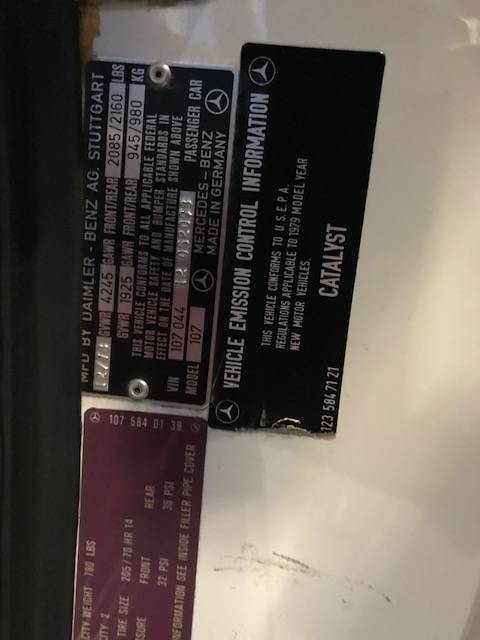 MFD BY DAIMLER-BENZ AG. STUTTGART
12/78 GVWR 4245 GAWR FRONT/REAR 2085/2160 LBS
GVWR 1925 GAWR FRONT/REAR 945/980 KG
THIS VEHICLE CONFORMS TO ALL APPLICABLE FEDERAL
MOTOR VEHICLE SAFETY AND BUMPER STANDARDS IN
EFFECT ON THE DATE OF MANUFACTURE SHOWN ABOVE
VIN 107 044 12 PASSENGER CAR
MODEL 107 MERCEDES-BENZ
MADE IN GERMANY
VEHICLE EMISSION CONTROL INFORMATION
THIS VEHICLE CONFORMS TO U.S.E.P.A.
REGULATIONS APPLICABLE TO 1979 MODEL YEAR
NEW MOTOR VEHICLES.
CATALYST
123 584 71 21
107 584 01 38
CITY WEIGHT 780 LBS
CITY 2
TIRE SIZE 205/70 HR 14
SURE FRONT REAR
32 PSI 36 PSI
INFORMATION SEE INSIDE FILLER PIPE COVER